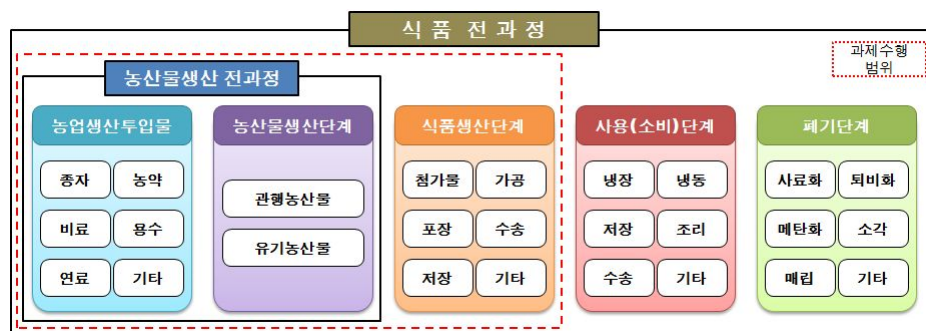 식 품 전 과 정
과제수행
범위
농산물생산 전과정
농업생산투입물
종자 농약
비료 용수
연료 기타
농산물생산단계
관행농산물
유기농산물
식품생산단계
첨가물 가공
포장 수송
저장 기타
사용(소비)단계
냉장 냉동
저장 조리
수송 기타
폐기단계
사료화 퇴비화
메탄화 소각
매립 기타